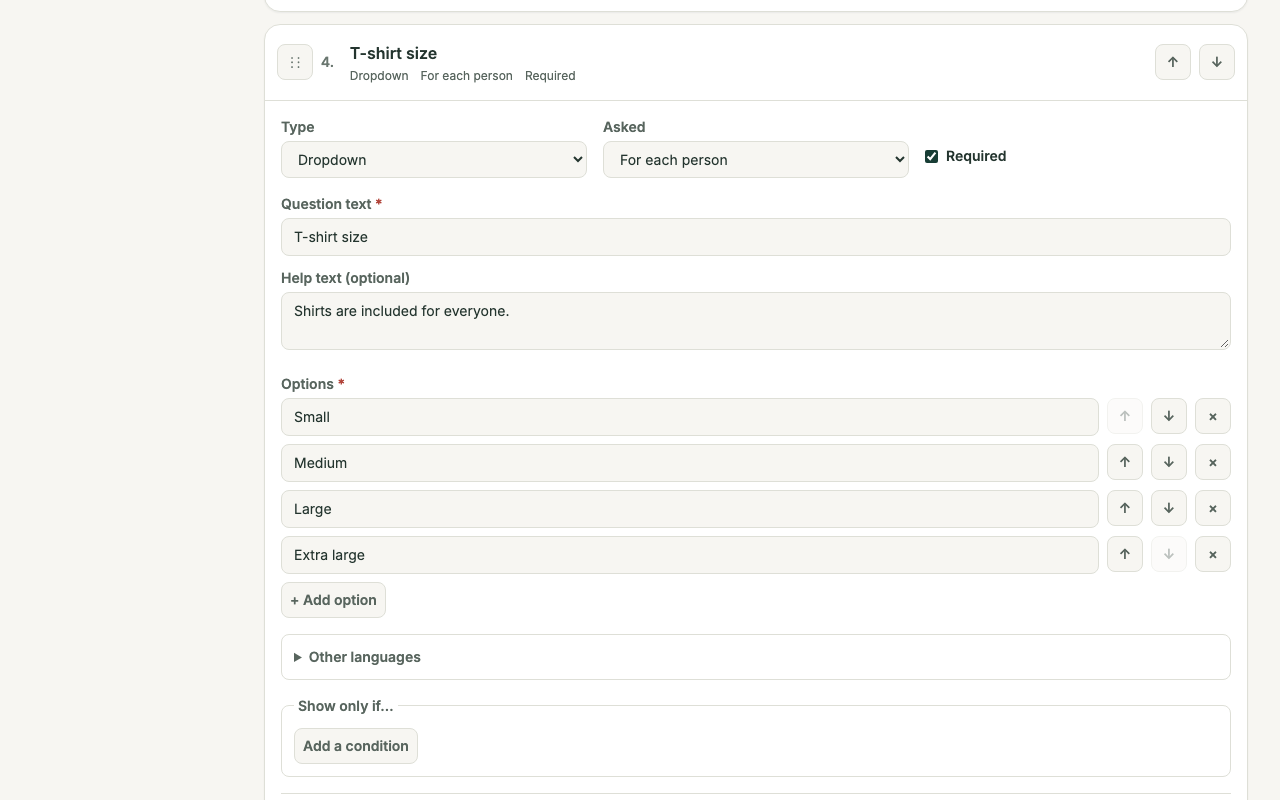 4.
T-shirt size
Dropdown For each person Required
↑ ↓
Type
Asked
Dropdown
For each person
Required
Question text *
T-shirt size
Help text (optional)
Shirts are included for everyone.
Options *
Small ↑ ↓ ×
Medium ↑ ↓ ×
Large ↑ ↓ ×
Extra large ↑ ↓ ×
+ Add option
Other languages
Show only if...
Add a condition